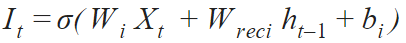 I_t = σ( W_i X_t + W_reci h_t−1 + b_i )